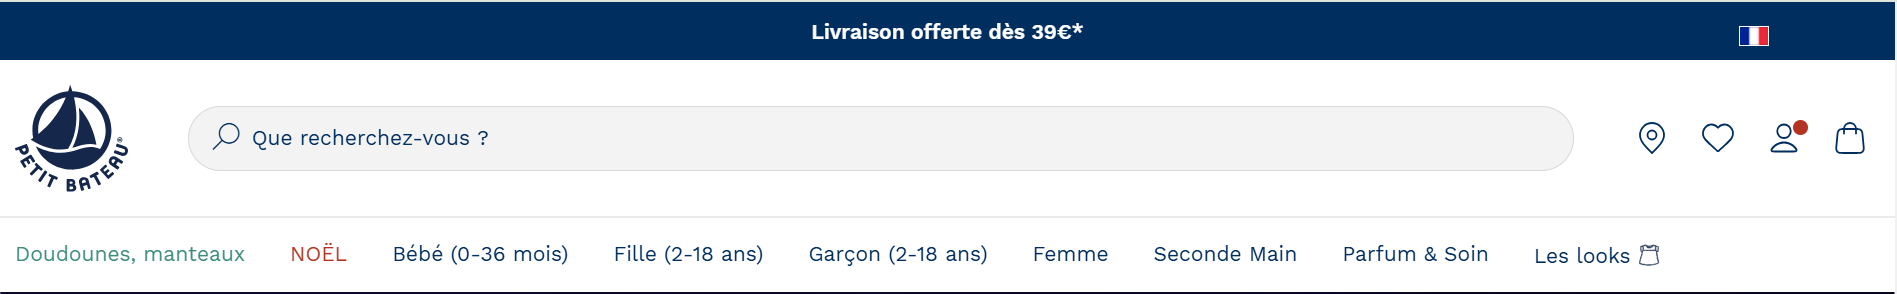 Livraison offerte dès 39€*
PETIT BATEAU®
Que recherchez-vous ?
Doudounes, manteaux NOËL Bébé (0-36 mois) Fille (2-18 ans) Garçon (2-18 ans) Femme Seconde Main Parfum & Soin Les looks